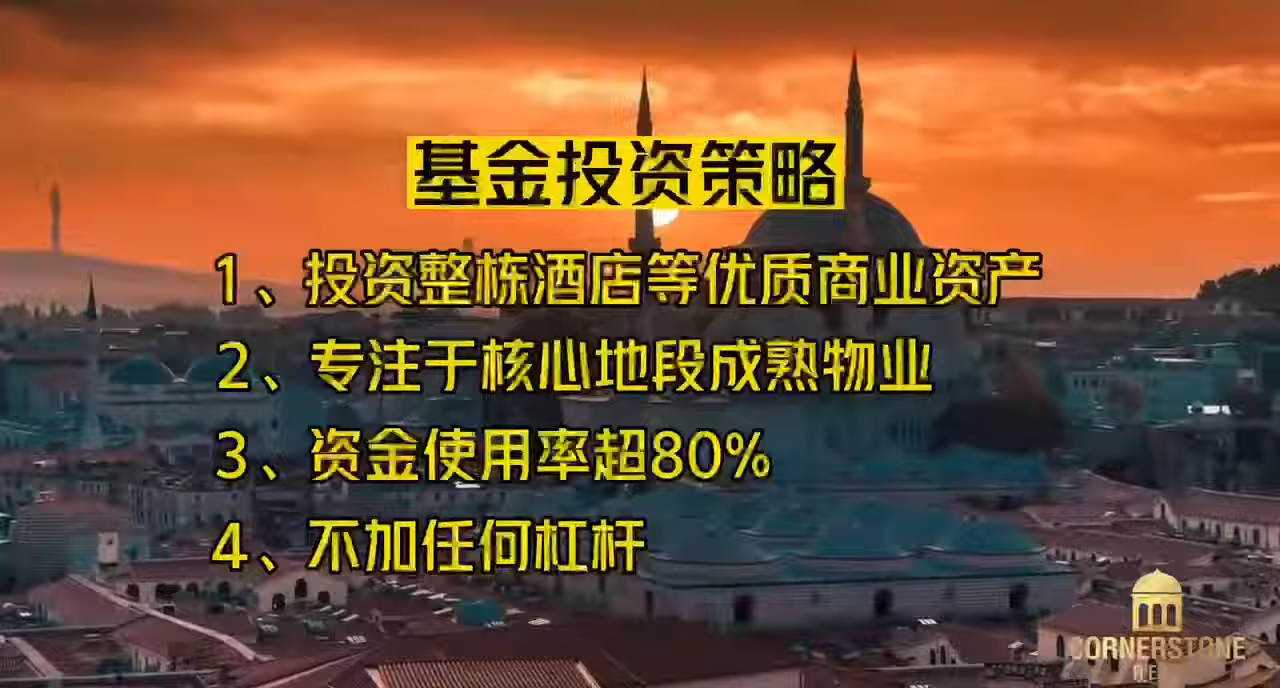 基金投资策略
1、投资整栋酒店等优质商业资产
2、专注于核心地段成熟物业
3、资金使用率超80%
4、不加任何杠杆
CORNERSTONE